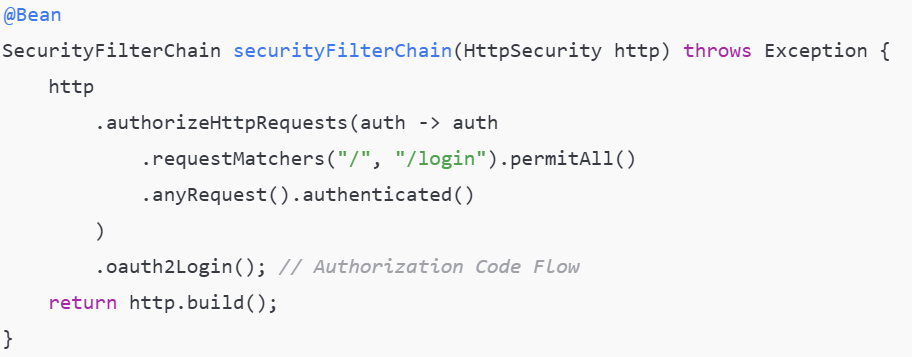 @Bean
SecurityFilterChain securityFilterChain(HttpSecurity http) throws Exception {
    http
        .authorizeHttpRequests(auth -> auth
            .requestMatchers("/", "/login").permitAll()
            .anyRequest().authenticated()
        )
        .oauth2Login(); // Authorization Code Flow
    return http.build();
}